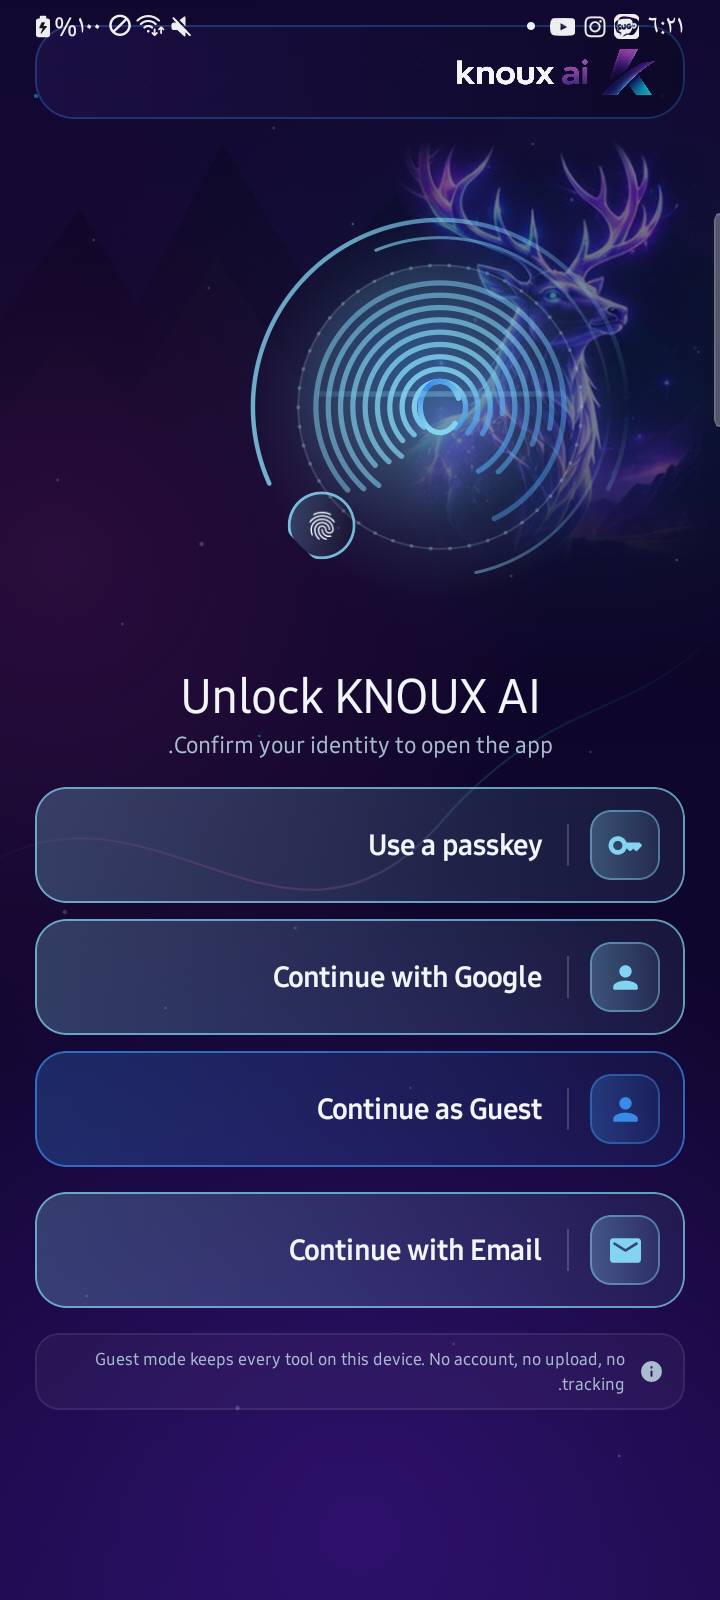 ٦:٢١
%١٠٠
knoux ai
Unlock KNOUX AI
.Confirm your identity to open the app
Use a passkey
Continue with Google
Continue as Guest
Continue with Email
Guest mode keeps every tool on this device. No account, no upload, no
.tracking